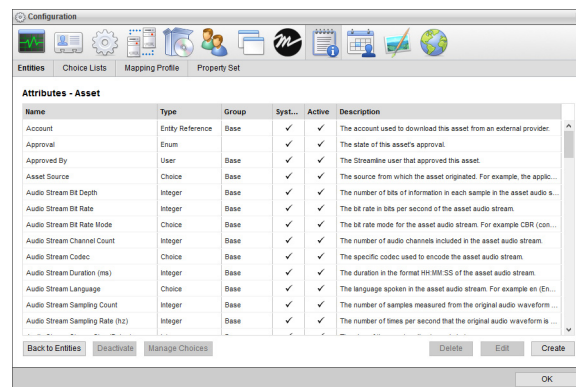 Configuration
Entities Choice Lists Mapping Profile Property Set
Attributes - Asset
Name Type Group Syst... Active Description
Account Entity Reference Base ✓ ✓ The account used to download this asset from an external provider.
Approval Enum ✓ ✓ The state of this asset's approval.
Approved By User Base ✓ ✓ The Streamline user that approved this asset.
Asset Source Choice Base ✓ ✓ The source from which the asset originated. For example, the applic...
Audio Stream Bit Depth Integer Base ✓ ✓ The number of bits of information in each sample in the asset audio s...
Audio Stream Bit Rate Integer Base ✓ ✓ The bit rate in bits per second of the asset audio stream.
Audio Stream Bit Rate Mode Choice Base ✓ ✓ The bit rate mode for the asset audio stream. For example CBR (con...
Audio Stream Channel Count Integer Base ✓ ✓ The number of audio channels included in the asset audio stream.
Audio Stream Codec Choice Base ✓ ✓ The specific codec used to encode the asset audio stream.
Audio Stream Duration (ms) Integer Base ✓ ✓ The duration in the format HH:MM:SS of the asset audio stream.
Audio Stream Language Choice Base ✓ ✓ The language spoken in the asset audio stream. For example en (En...
Audio Stream Sampling Count Integer Base ✓ ✓ The number of samples measured from the original audio waveform ...
Audio Stream Sampling Rate (hz) Integer Base ✓ ✓ The number of times per second that the original audio waveform is ...
Back to Entities Deactivate Manage Choices Delete Edit Create
OK